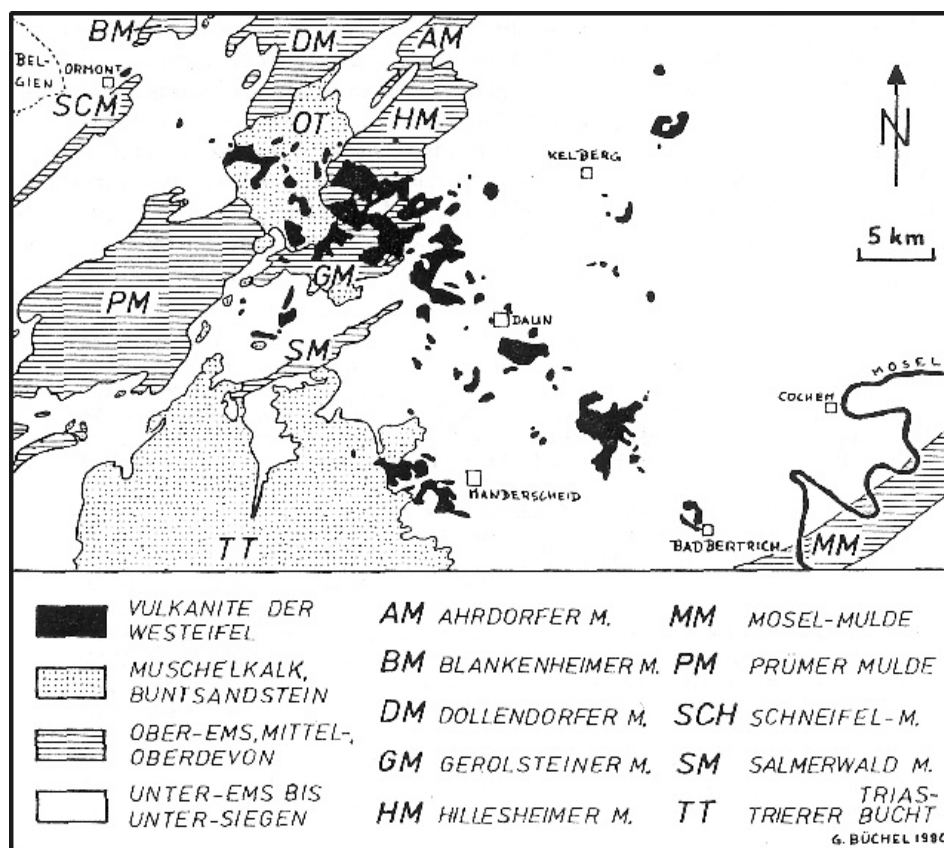 BM
DM
AM
BEL-
GIEN
ORMONT
SCM
OT
HM
N
KELBERG
5 km
GM
PM
DAUN
SM
MOSEL
COCHEM
MANDERSCHEID
TT
BAD BERTRICH
MM
VULKANITE DER
WESTEIFEL
MUSCHELKALK,
BUNTSANDSTEIN
OBER-EMS, MITTEL-,
OBERDEVON
UNTER-EMS BIS
UNTER-SIEGEN
AM AHRDORFER M.
BM BLANKENHEIMER M.
DM DOLLENDORFER M.
GM GEROLSTEINER M.
HM HILLESHEIMER M.
MM MOSEL-MULDE
PM PRÜMER MULDE
SCH SCHNEIFEL-M.
SM SALMERWALD M.
TT TRIAS-
TRIERER BUCHT
G. BÜCHEL 1980